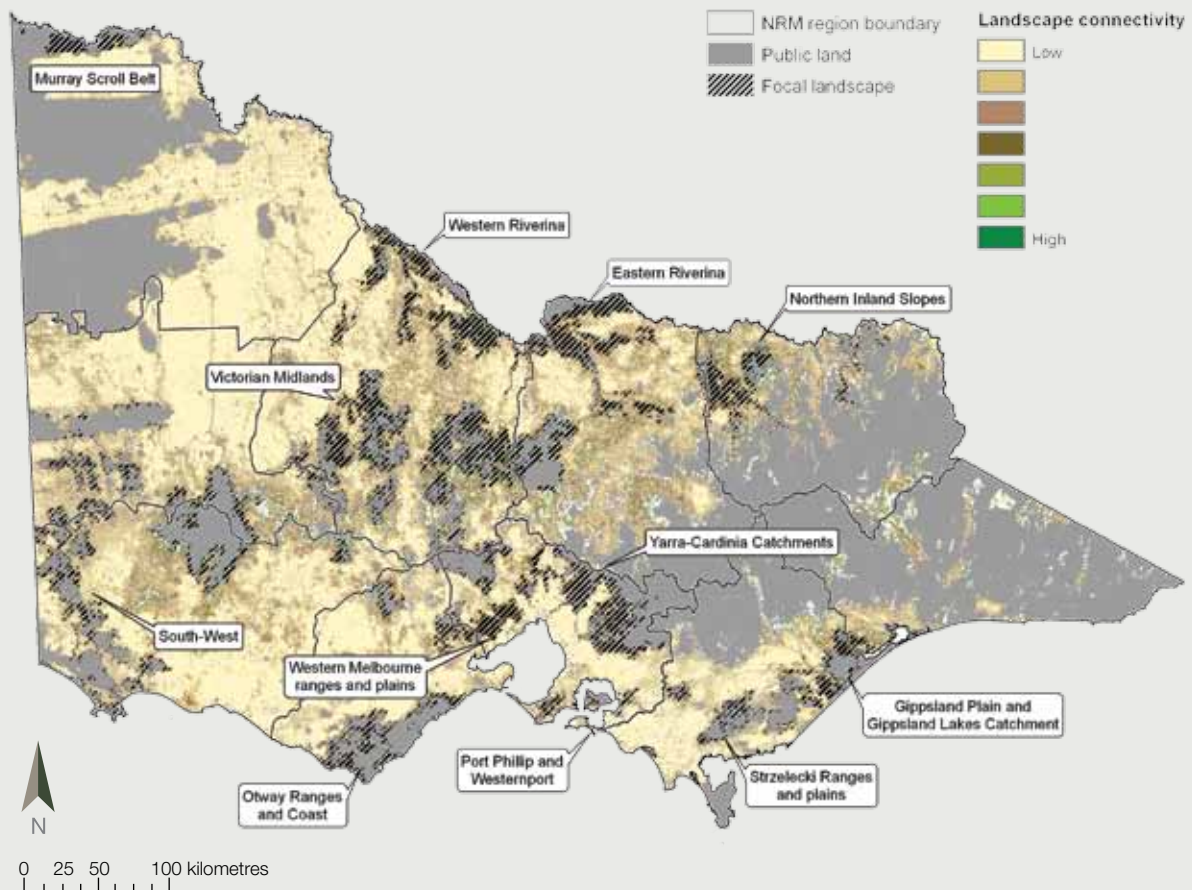 NRM region boundary
Public land
Focal landscape
Landscape connectivity
Low
High
Murray Scroll Belt
Western Riverina
Eastern Riverina
Northern Inland Slopes
Victorian Midlands
Yarra-Cardinia Catchments
South-West
Western Melbourne
ranges and plains
Gippsland Plain and
Gippsland Lakes Catchment
Port Phillip and
Westernport
Strzelecki Ranges
and plains
Otway Ranges
and Coast
N
0 25 50 100 kilometres